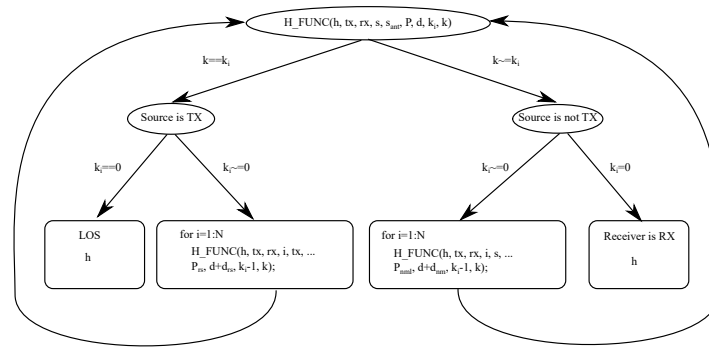 H_FUNC(h, tx, rx, s, s_ant, P, d, k_i, k)
k==k_i
k~=k_i
Source is TX
Source is not TX
k_i==0
k_i~=0
k_i~=0
k_i=0
LOS
h
for i=1:N
H_FUNC(h, tx, rx, i, tx, ...
P_rs, d+d_rs, k_i-1, k);
for i=1:N
H_FUNC(h, tx, rx, i, s, ...
P_nml, d+d_nm, k_i-1, k);
Receiver is RX
h